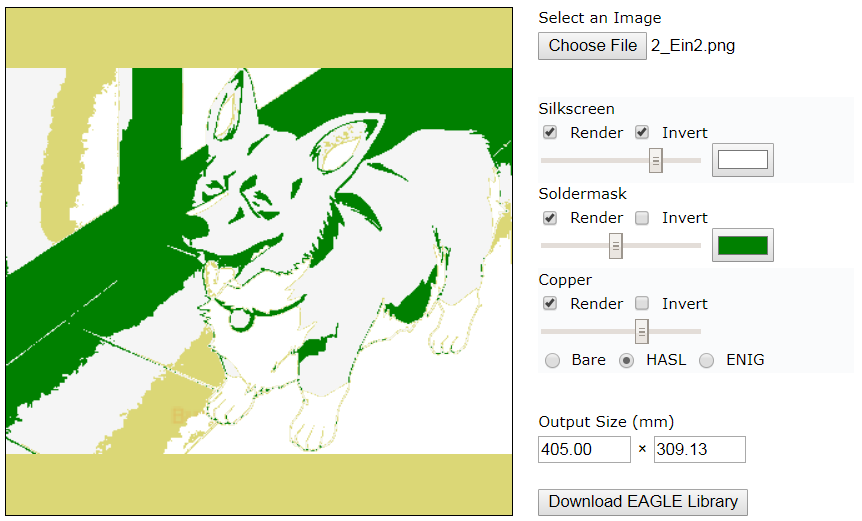 Select an Image
Choose File 2_Ein2.png
Silkscreen
Render Invert
Soldermask
Render Invert
Copper
Render Invert
Bare HASL ENIG
Output Size (mm)
405.00 × 309.13
Download EAGLE Library